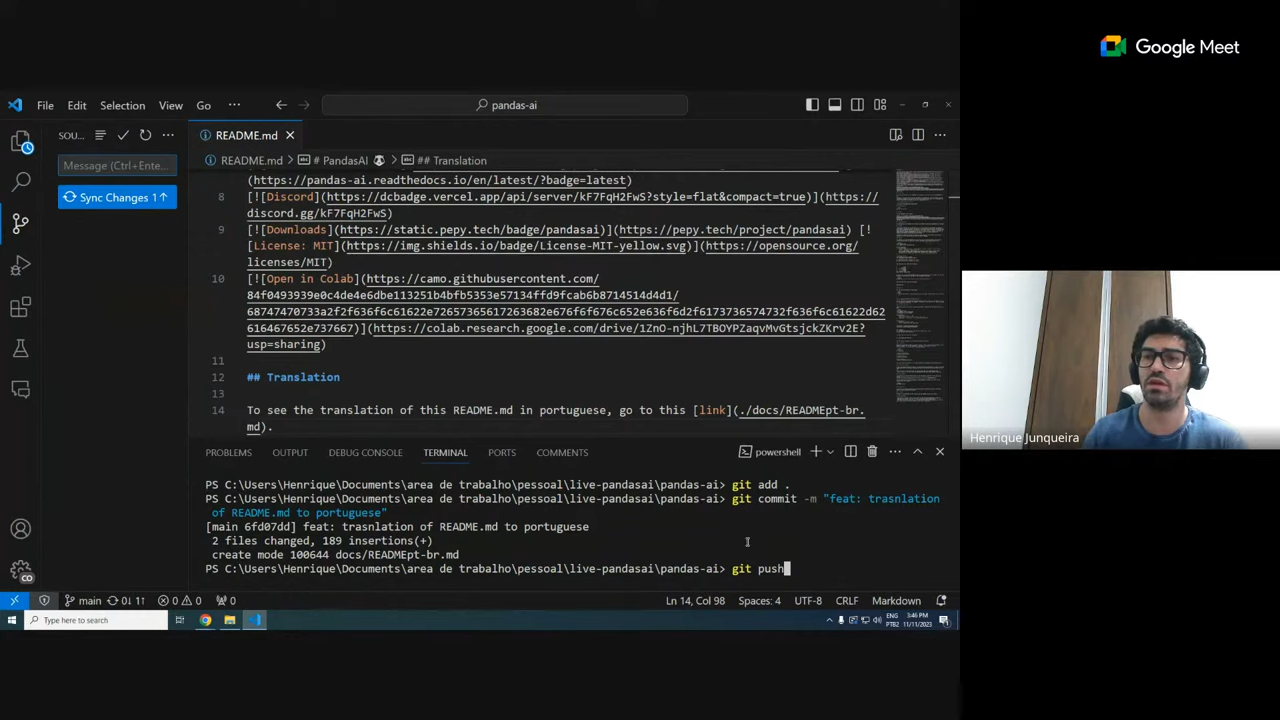 Google Meet
File Edit Selection View Go ··· pandas-ai
SOU... README.md
Message (Ctrl+Ente...
Sync Changes 1↑
README.md > # PandasAI > ## Translation
(https://pandas-ai.readthedocs.io/en/latest/?badge=latest)
8 [![Discord](https://dcbadge.vercel.app/api/server/kF7FqH2FwS?style=flat&compact=true)](https://
discord.gg/kF7FqH2FwS)
9 [![Downloads](https://static.pepy.tech/badge/pandasai)](https://pepy.tech/project/pandasai) [!
[License: MIT](https://img.shields.io/badge/License-MIT-yellow.svg)](https://opensource.org/
licenses/MIT)
10 [![Open in Colab](https://camo.githubusercontent.com/
usp=sharing)
11
12 ## Translation
13
14 To see the translation of this README.md in portuguese, go to this [link](./docs/READMEpt-br.
md).
PROBLEMS OUTPUT DEBUG CONSOLE TERMINAL PORTS COMMENTS powershell
PS C:\Users\Henrique\Documents\area de trabalho\pessoal\live-pandasai\pandas-ai> git add .
PS C:\Users\Henrique\Documents\area de trabalho\pessoal\live-pandasai\pandas-ai> git commit -m "feat: trasnlation
of README.md to portuguese"
[main 6fd07dd] feat: trasnlation of README.md to portuguese
2 files changed, 189 insertions(+)
create mode 100644 docs/READMEpt-br.md
PS C:\Users\Henrique\Documents\area de trabalho\pessoal\live-pandasai\pandas-ai> git push
main 0↓ 1↑ 0 0 0 Ln 14, Col 98 Spaces: 4 UTF-8 CRLF Markdown
Type here to search
ENG 3:46 PM
PTB2 11/11/2023
Henrique Junqueira